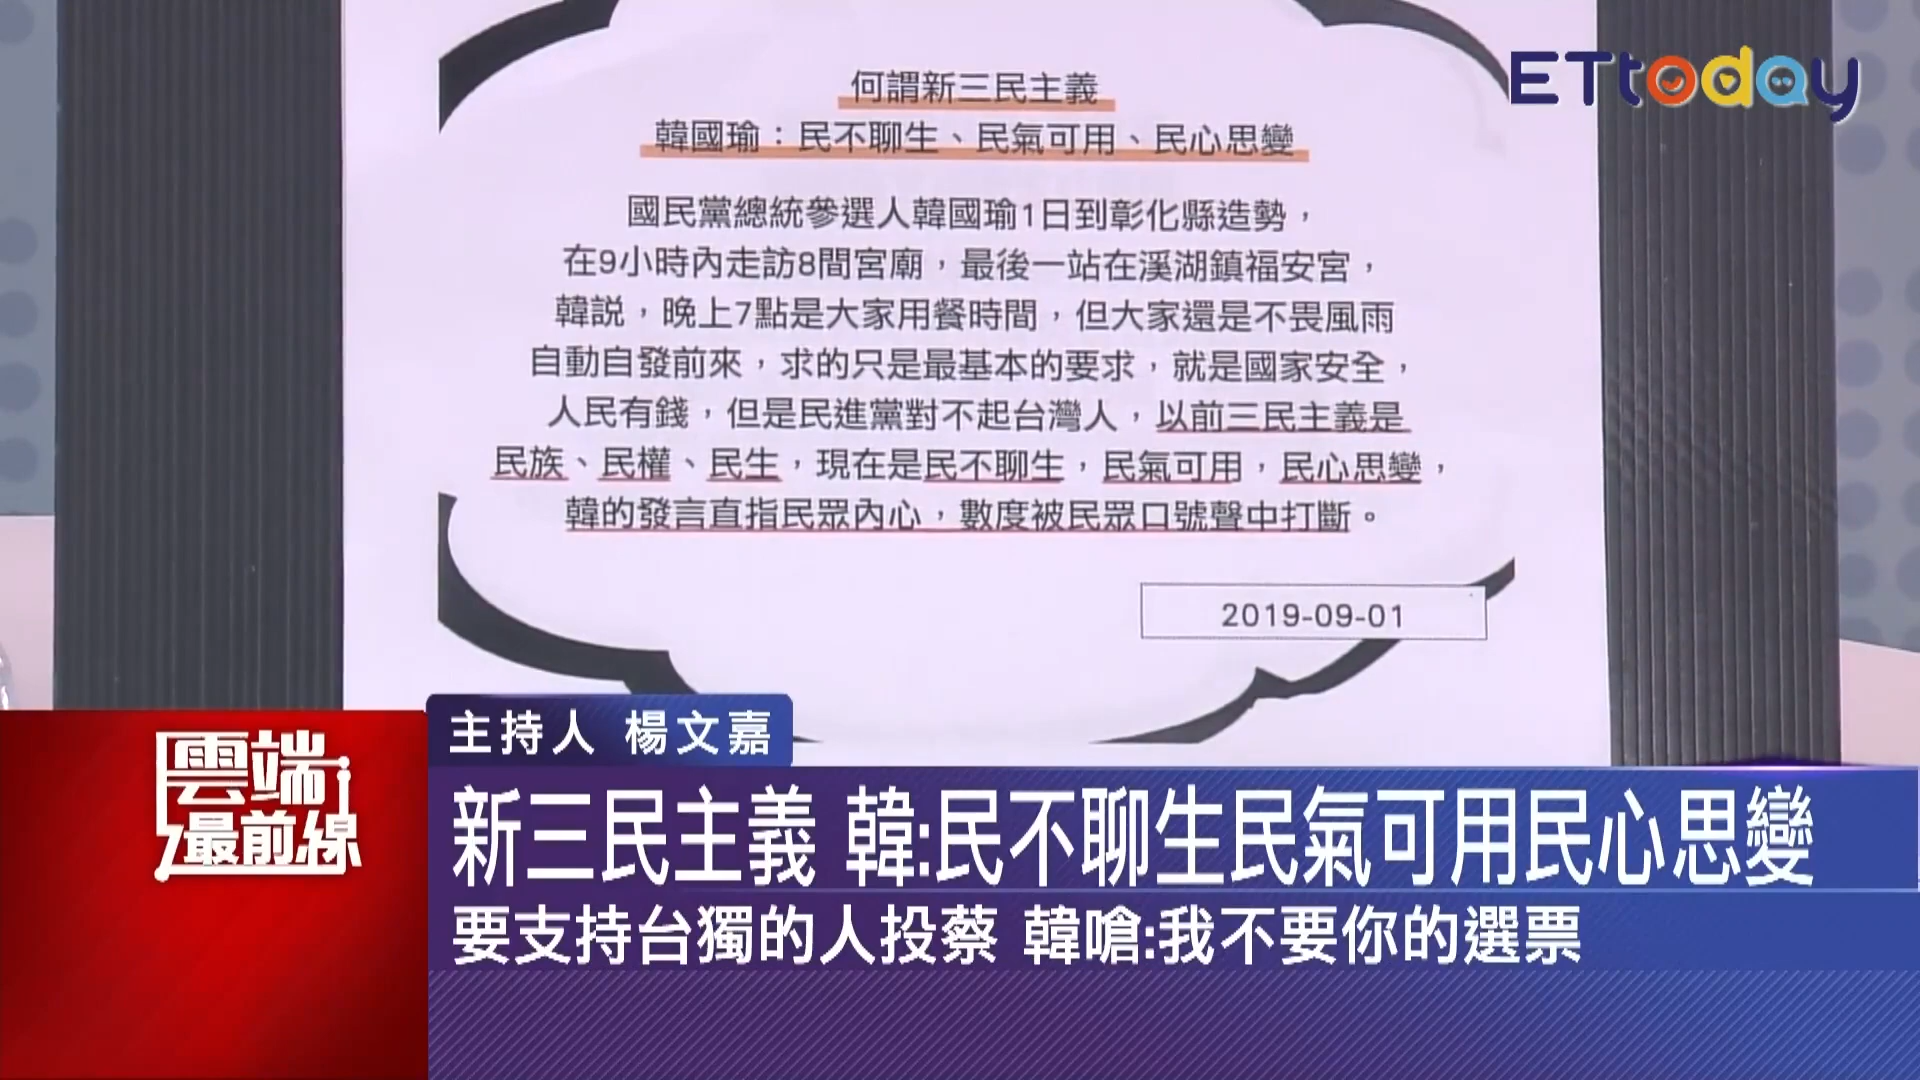 ETtoday
何謂新三民主義
韓國瑜：民不聊生、民氣可用、民心思變
國民黨總統參選人韓國瑜1日到彰化縣造勢，
在9小時內走訪8間宮廟，最後一站在溪湖鎮福安宮，
韓說，晚上7點是大家用餐時間，但大家還是不畏風雨
自動自發前來，求的只是最基本的要求，就是國家安全，
人民有錢，但是民進黨對不起台灣人，以前三民主義是
民族、民權、民生，現在是民不聊生，民氣可用，民心思變，
韓的發言直指民眾內心，數度被民眾口號聲中打斷。
2019-09-01
主持人 楊文嘉
雲端
最前線
新三民主義 韓:民不聊生民氣可用民心思變
要支持台獨的人投蔡 韓嗆:我不要你的選票